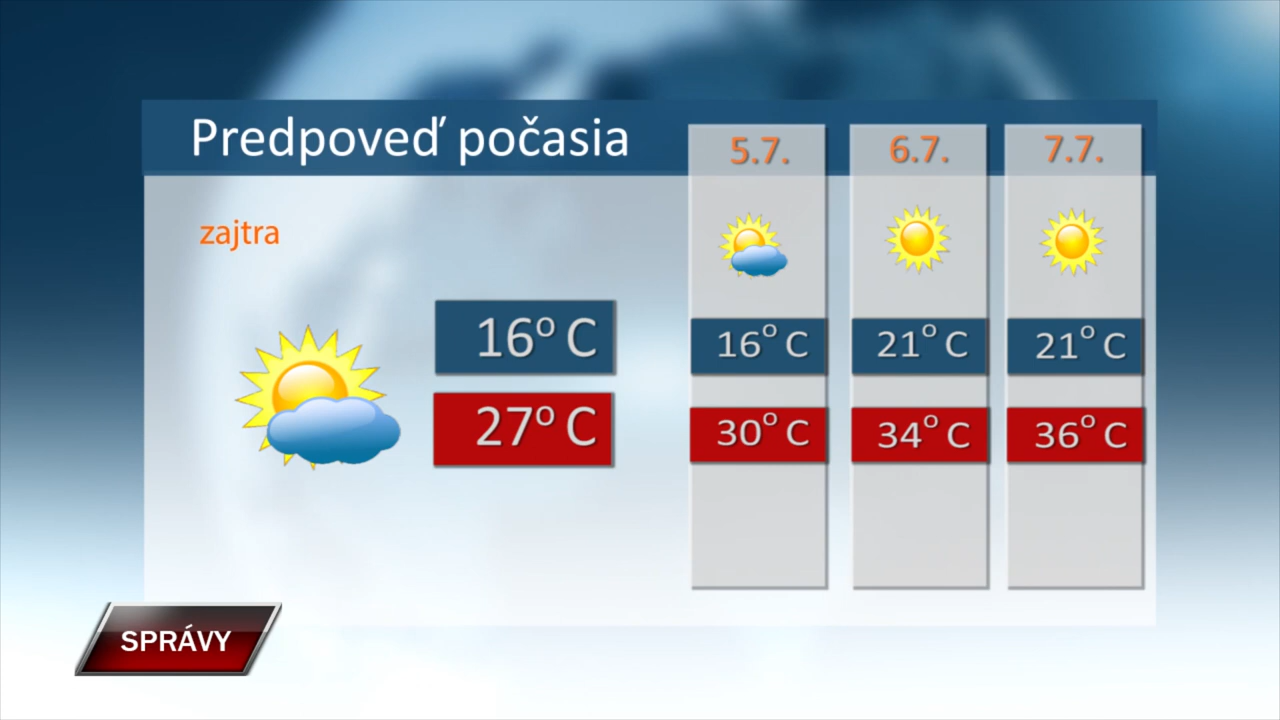 Predpoveď počasia
zajtra
16° C
27° C
5.7.
16° C
30° C
6.7.
21° C
34° C
7.7.
21° C
36° C
SPRÁVY